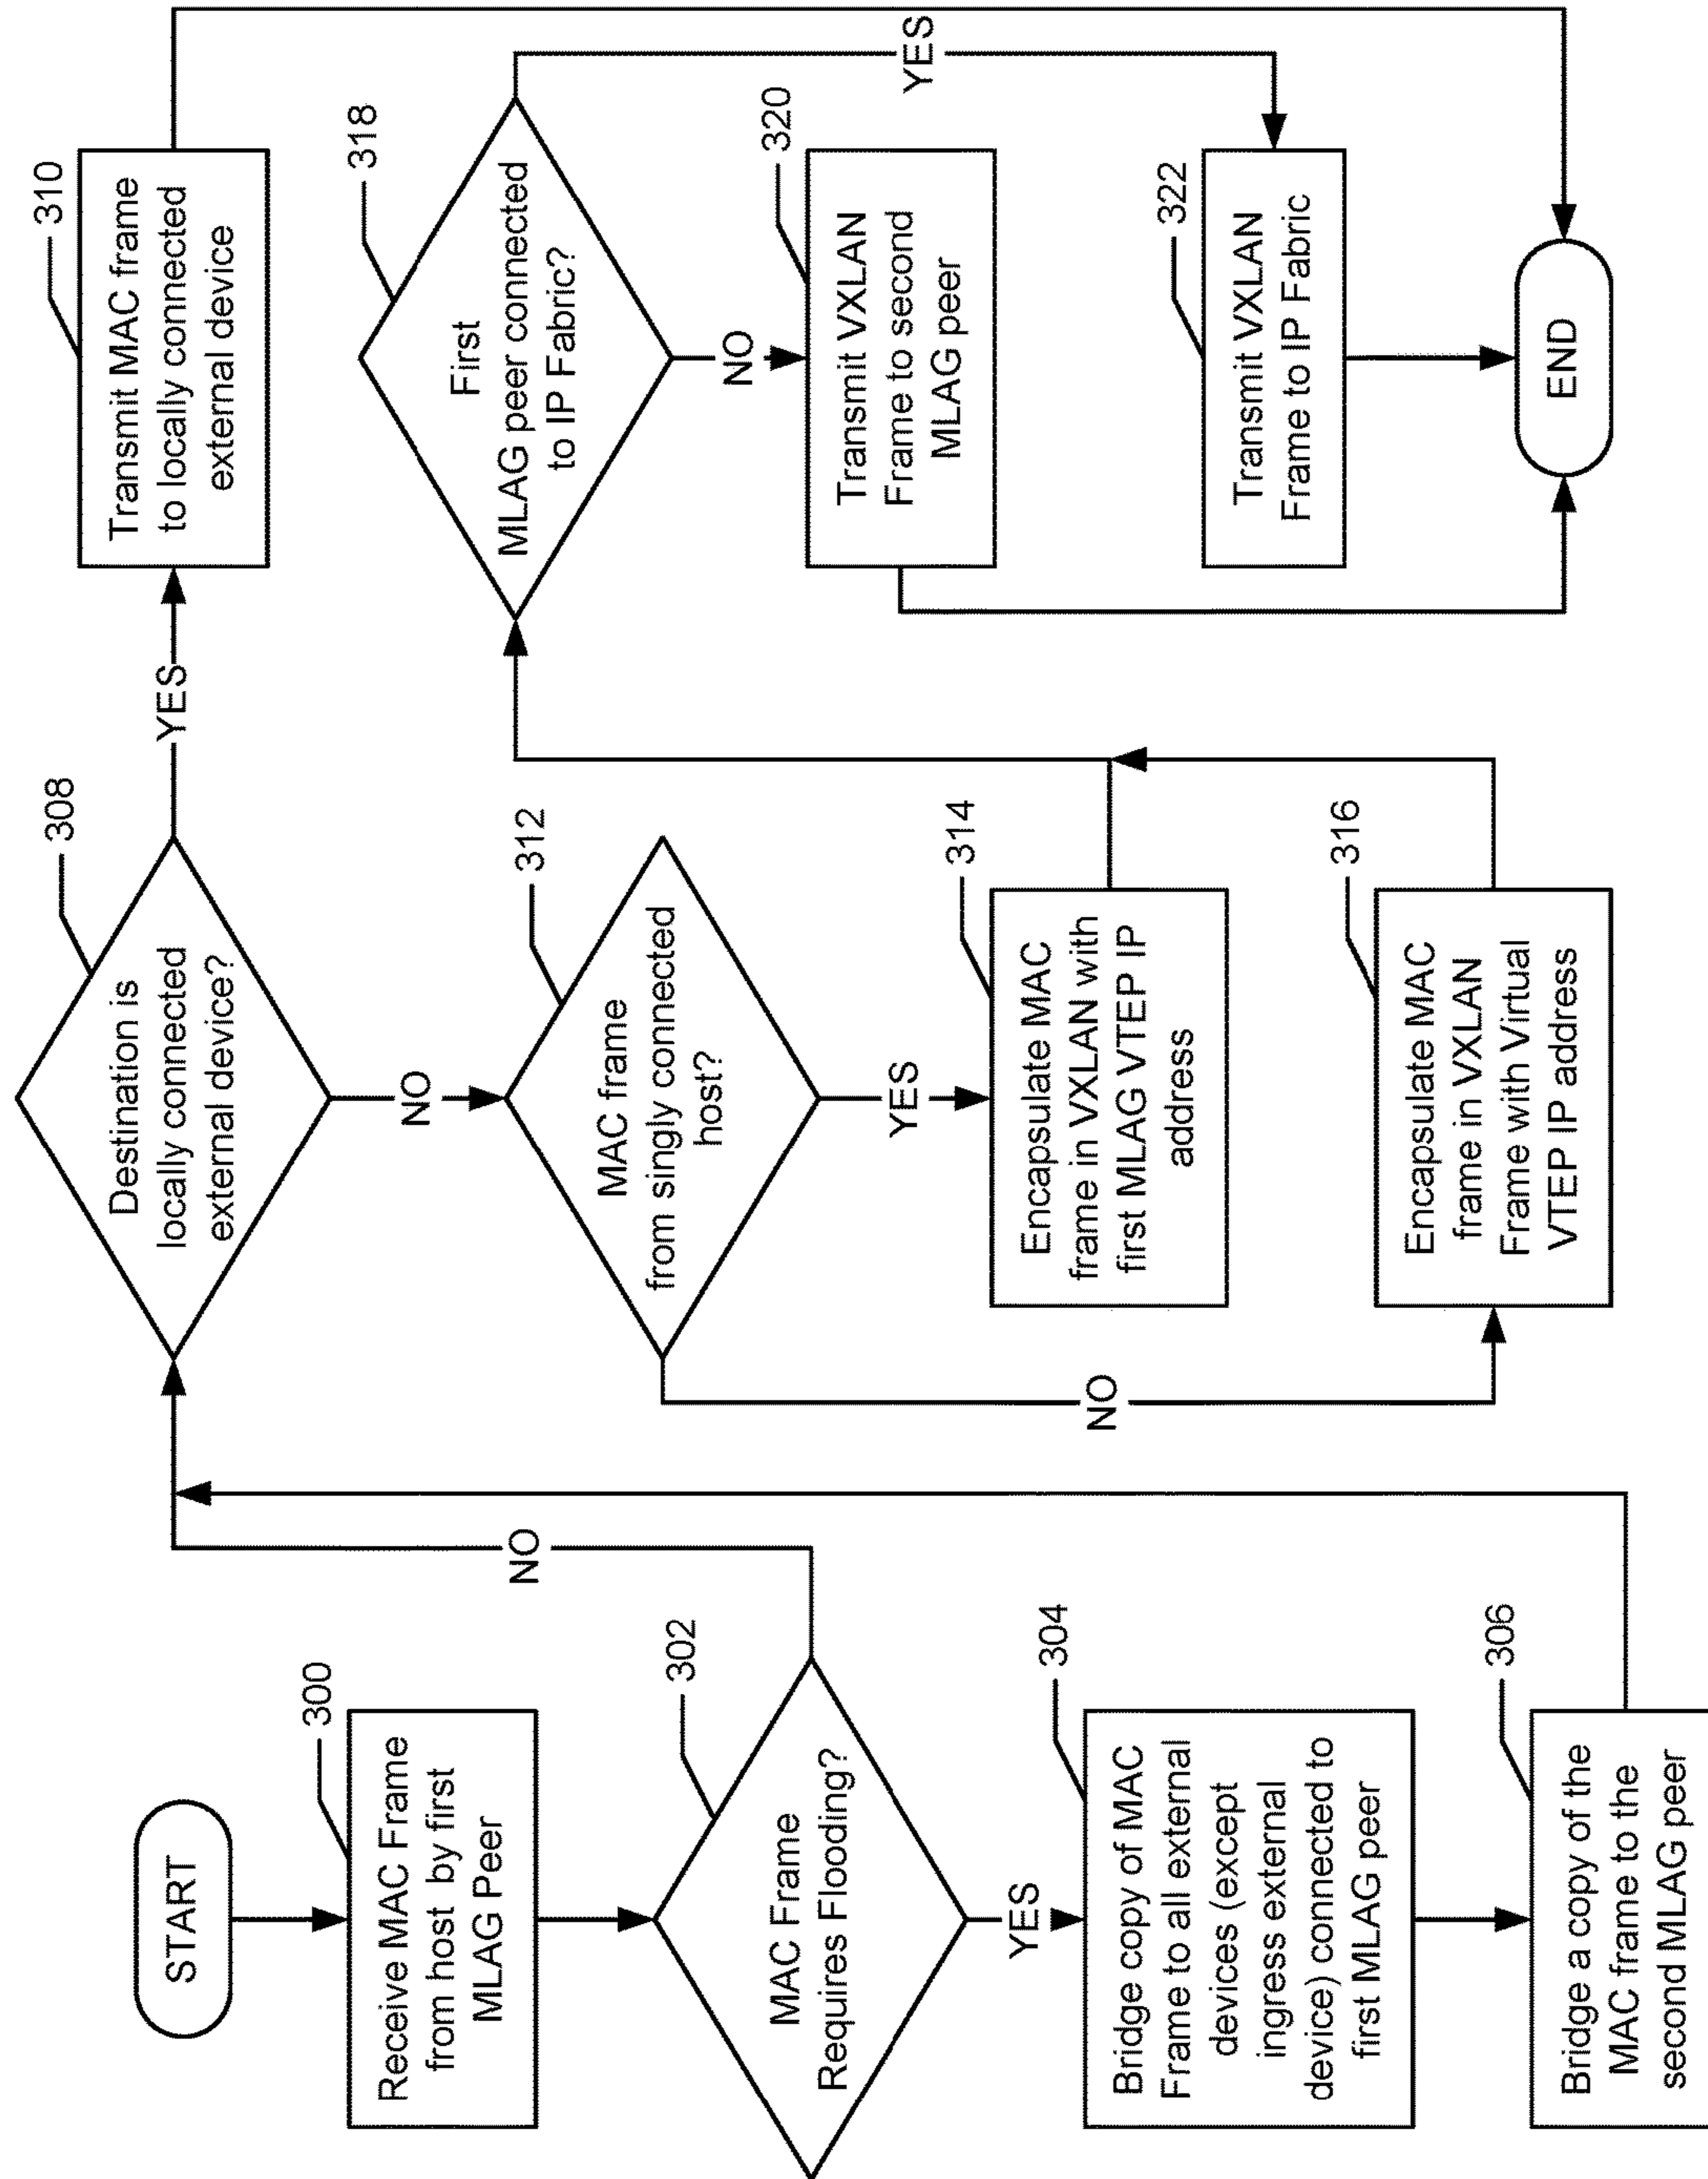 START
300
Receive MAC Frame
from host by first
MLAG Peer
302
MAC Frame
Requires Flooding?
NO
YES
304
Bridge copy of MAC
Frame to all external
devices (except
ingress external
device) connected to
first MLAG peer
306
Bridge a copy of the
MAC frame to the
second MLAG peer
308
Destination is
locally connected
external device?
YES
NO
312
MAC frame
from singly connected
host?
YES
NO
314
Encapsulate MAC
frame in VXLAN with
first MLAG VTEP IP
address
316
Encapsulate MAC
frame in VXLAN
Frame with Virtual
VTEP IP address
310
Transmit MAC frame
to locally connected
external device
318
First
MLAG peer connected
to IP Fabric?
NO
YES
320
Transmit VXLAN
Frame to second
MLAG peer
322
Transmit VXLAN
Frame to IP Fabric
END